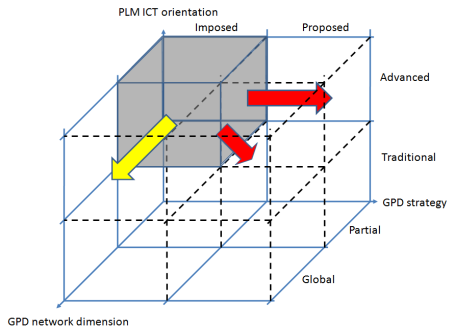 PLM ICT orientation
Imposed Proposed
Advanced
Traditional
GPD strategy
Partial
Global
GPD network dimension